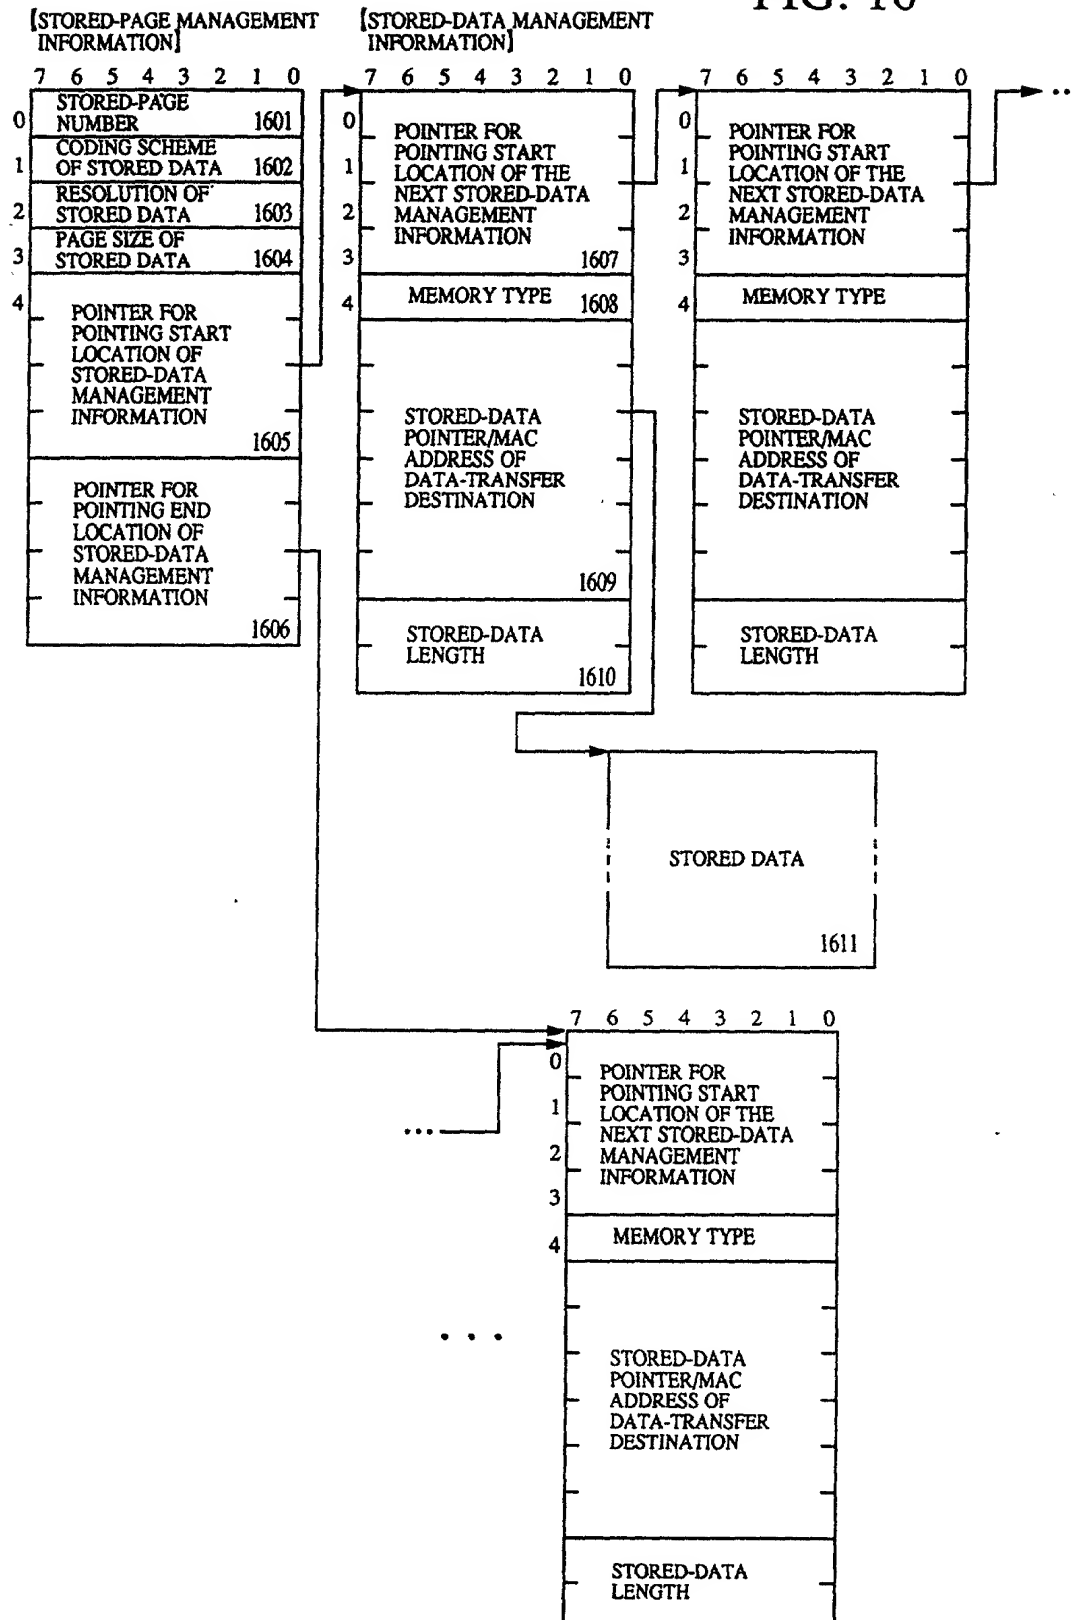 FIG. 16
[STORED-PAGE MANAGEMENT
INFORMATION]
7 6 5 4 3 2 1 0
0
STORED-PAGE
NUMBER 1601
1
CODING SCHEME
OF STORED DATA 1602
2
RESOLUTION OF
STORED DATA 1603
3
PAGE SIZE OF
STORED DATA 1604
4
POINTER FOR
POINTING START
LOCATION OF
STORED-DATA
MANAGEMENT
INFORMATION
1605
POINTER FOR
POINTING END
LOCATION OF
STORED-DATA
MANAGEMENT
INFORMATION
1606
[STORED-DATA MANAGEMENT
INFORMATION]
7 6 5 4 3 2 1 0
0
1
2
3
POINTER FOR
POINTING START
LOCATION OF THE
NEXT STORED-DATA
MANAGEMENT
INFORMATION
1607
4
MEMORY TYPE 1608
STORED-DATA
POINTER/MAC
ADDRESS OF
DATA-TRANSFER
DESTINATION
1609
STORED-DATA
LENGTH
1610
7 6 5 4 3 2 1 0
0
1
2
3
POINTER FOR
POINTING START
LOCATION OF THE
NEXT STORED-DATA
MANAGEMENT
INFORMATION
4
MEMORY TYPE
STORED-DATA
POINTER/MAC
ADDRESS OF
DATA-TRANSFER
DESTINATION
STORED-DATA
LENGTH
STORED DATA
1611
7 6 5 4 3 2 1 0
0
1
2
3
POINTER FOR
POINTING START
LOCATION OF THE
NEXT STORED-DATA
MANAGEMENT
INFORMATION
4
MEMORY TYPE
STORED-DATA
POINTER/MAC
ADDRESS OF
DATA-TRANSFER
DESTINATION
STORED-DATA
LENGTH